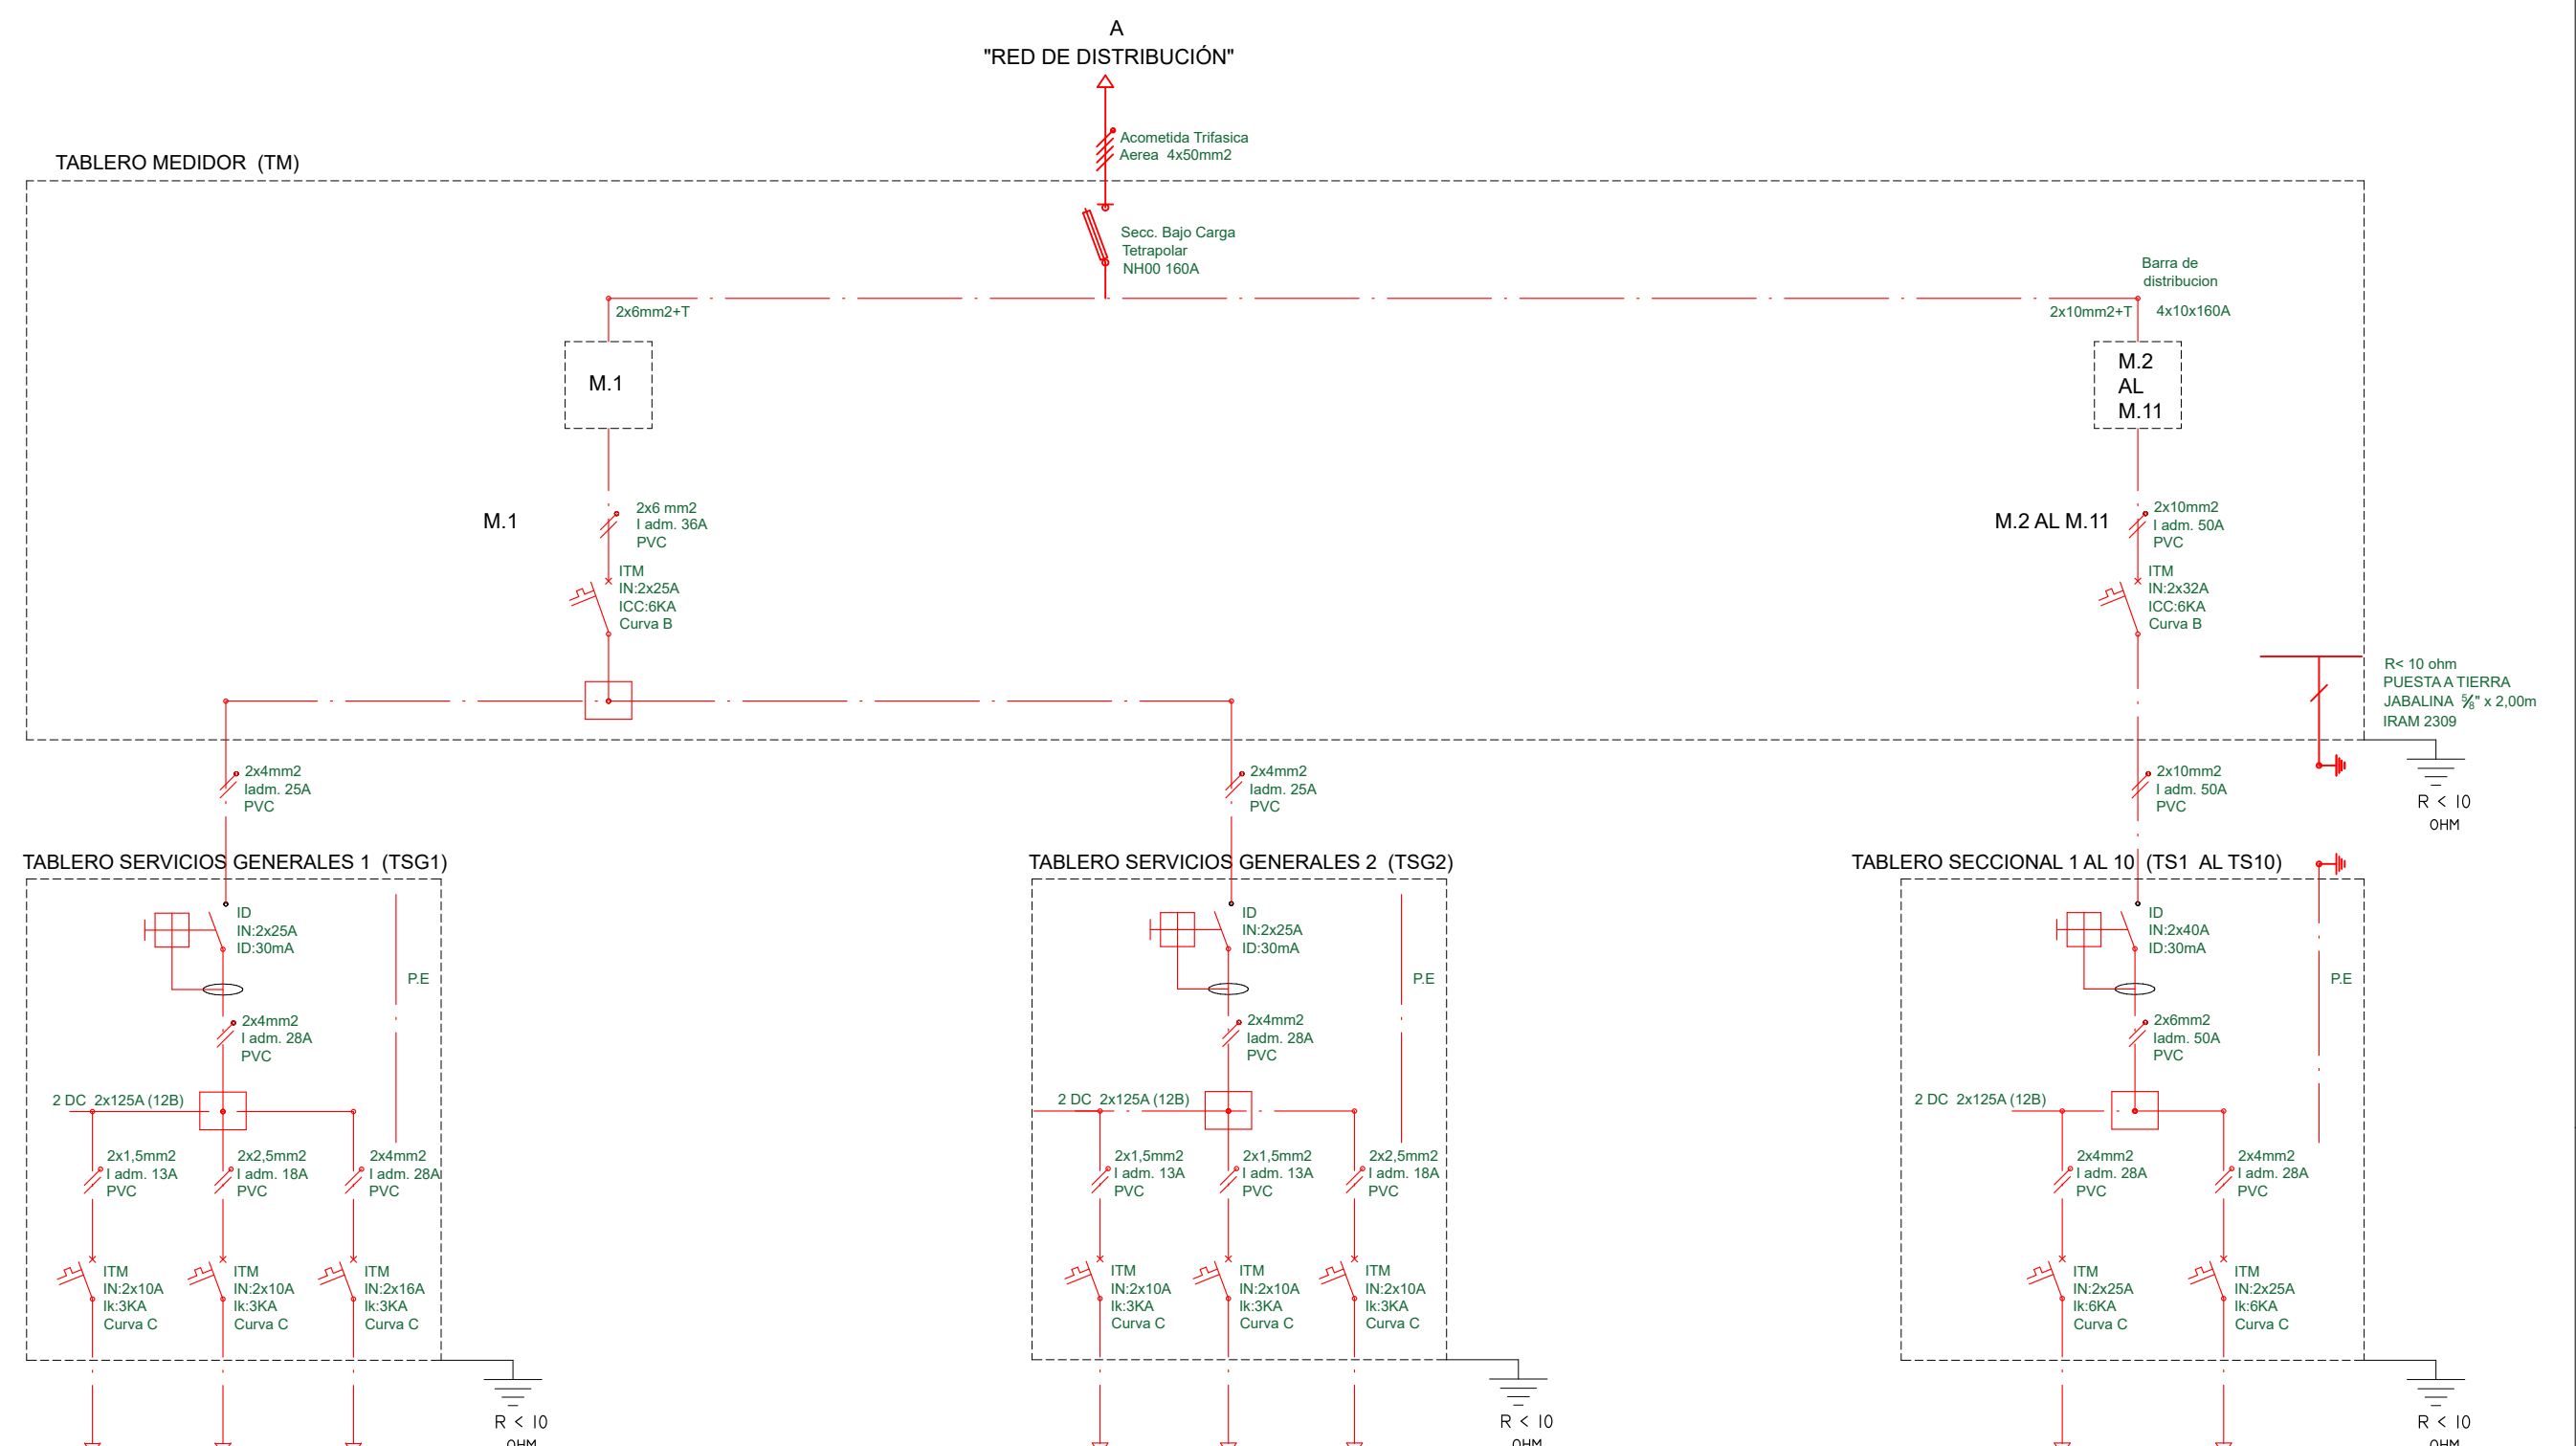 A
"RED DE DISTRIBUCIÓN"
Acometida Trifasica
Aerea 4x50mm2
TABLERO MEDIDOR (TM)
Secc. Bajo Carga
Tetrapolar
NH00 160A
Barra de
distribucion
2x6mm2+T
2x10mm2+T
4x10x160A
M.1
M.2
AL
M.11
M.1
2x6 mm2
I adm. 36A
PVC
ITM
IN:2x25A
ICC:6KA
Curva B
M.2 AL M.11
2x10mm2
I adm. 50A
PVC
ITM
IN:2x32A
ICC:6KA
Curva B
R< 10 ohm
PUESTA A TIERRA
JABALINA ⅝" x 2,00m
IRAM 2309
R < 10
OHM
2x4mm2
Iadm. 25A
PVC
2x4mm2
Iadm. 25A
PVC
2x10mm2
I adm. 50A
PVC
TABLERO SERVICIOS GENERALES 1 (TSG1)
ID
IN:2x25A
ID:30mA
P.E
2x4mm2
I adm. 28A
PVC
2 DC 2x125A (12B)
2x1,5mm2
I adm. 13A
PVC
2x2,5mm2
I adm. 18A
PVC
2x4mm2
I adm. 28A
PVC
ITM
IN:2x10A
Ik:3KA
Curva C
ITM
IN:2x10A
Ik:3KA
Curva C
ITM
IN:2x16A
Ik:3KA
Curva C
R < 10
OHM
TABLERO SERVICIOS GENERALES 2 (TSG2)
ID
IN:2x25A
ID:30mA
P.E
2x4mm2
Iadm. 28A
PVC
2 DC 2x125A (12B)
2x1,5mm2
I adm. 13A
PVC
2x1,5mm2
I adm. 13A
PVC
2x2,5mm2
I adm. 18A
PVC
ITM
IN:2x10A
Ik:3KA
Curva C
ITM
IN:2x10A
Ik:3KA
Curva C
ITM
IN:2x10A
Ik:3KA
Curva C
R < 10
OHM
TABLERO SECCIONAL 1 AL 10 (TS1 AL TS10)
ID
IN:2x40A
ID:30mA
P.E
2x6mm2
Iadm. 50A
PVC
2 DC 2x125A (12B)
2x4mm2
I adm. 28A
PVC
2x4mm2
I adm. 28A
PVC
ITM
IN:2x25A
Ik:6KA
Curva C
ITM
IN:2x25A
Ik:6KA
Curva C
R < 10
OHM